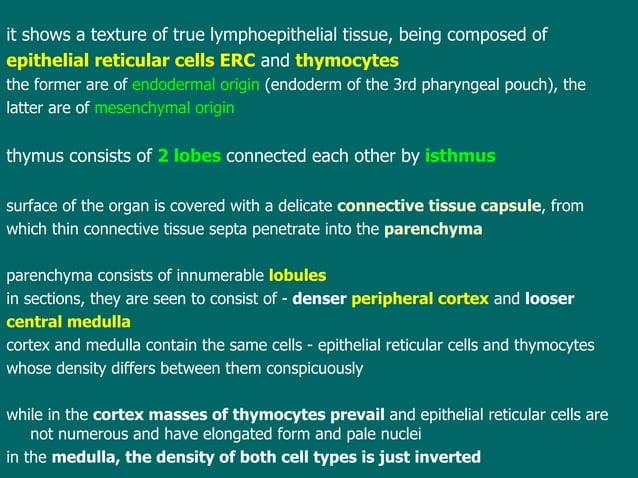 it shows a texture of true lymphoepithelial tissue, being composed of
epithelial reticular cells ERC and thymocytes
the former are of endodermal origin (endoderm of the 3rd pharyngeal pouch), the
latter are of mesenchymal origin
thymus consists of 2 lobes connected each other by isthmus
surface of the organ is covered with a delicate connective tissue capsule, from
which thin connective tissue septa penetrate into the parenchyma
parenchyma consists of innumerable lobules
in sections, they are seen to consist of - denser peripheral cortex and looser
central medulla
cortex and medulla contain the same cells - epithelial reticular cells and thymocytes
whose density differs between them conspicuously
while in the cortex masses of thymocytes prevail and epithelial reticular cells are
not numerous and have elongated form and pale nuclei
in the medulla, the density of both cell types is just inverted